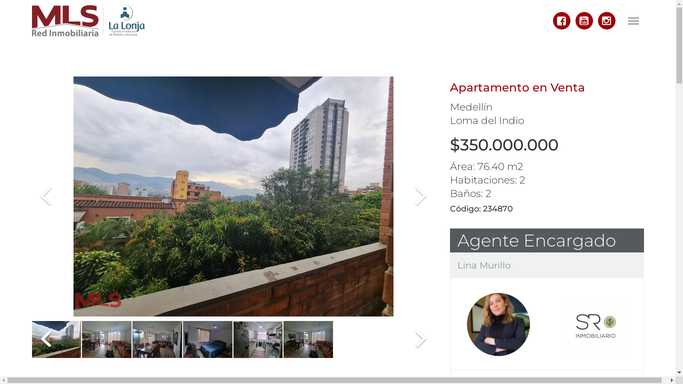 MLS
Red Inmobiliaria
La Lonja
Apartamento en Venta
Medellín
Loma del Indio
$350.000.000
Área: 76.40 m2
Habitaciones: 2
Baños: 2
Código: 234870
Agente Encargado
Lina Murillo
MLS
SR
INMOBILIARIO